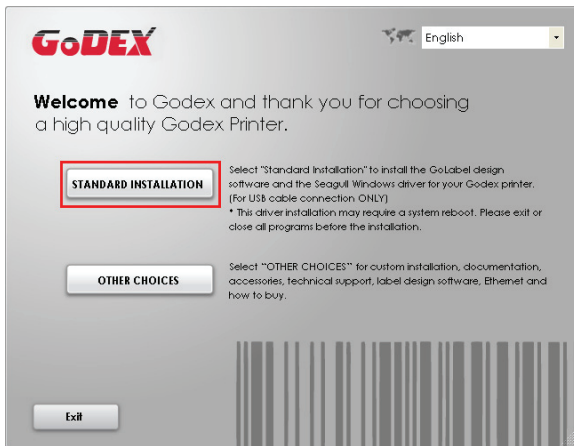 GoDEX
English
Welcome to Godex and thank you for choosing
a high quality Godex Printer.
STANDARD INSTALLATION
Select "Standard Installation" to install the GoLabel design
software and the Seagull Windows driver for your Godex printer.
(For USB cable connection ONLY)
* This driver installation may require a system reboot. Please exit or
close all programs before the installation.
OTHER CHOICES
Select "OTHER CHOICES" for custom installation, documentation,
accessories, technical support, label design software, Ethernet and
how to buy.
Exit